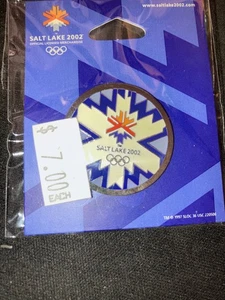 www.saltlake2002.com
SALT LAKE 2002
OFFICIAL LICENSED MERCHANDISE
SALT LAKE 2002
$
7.00
EACH